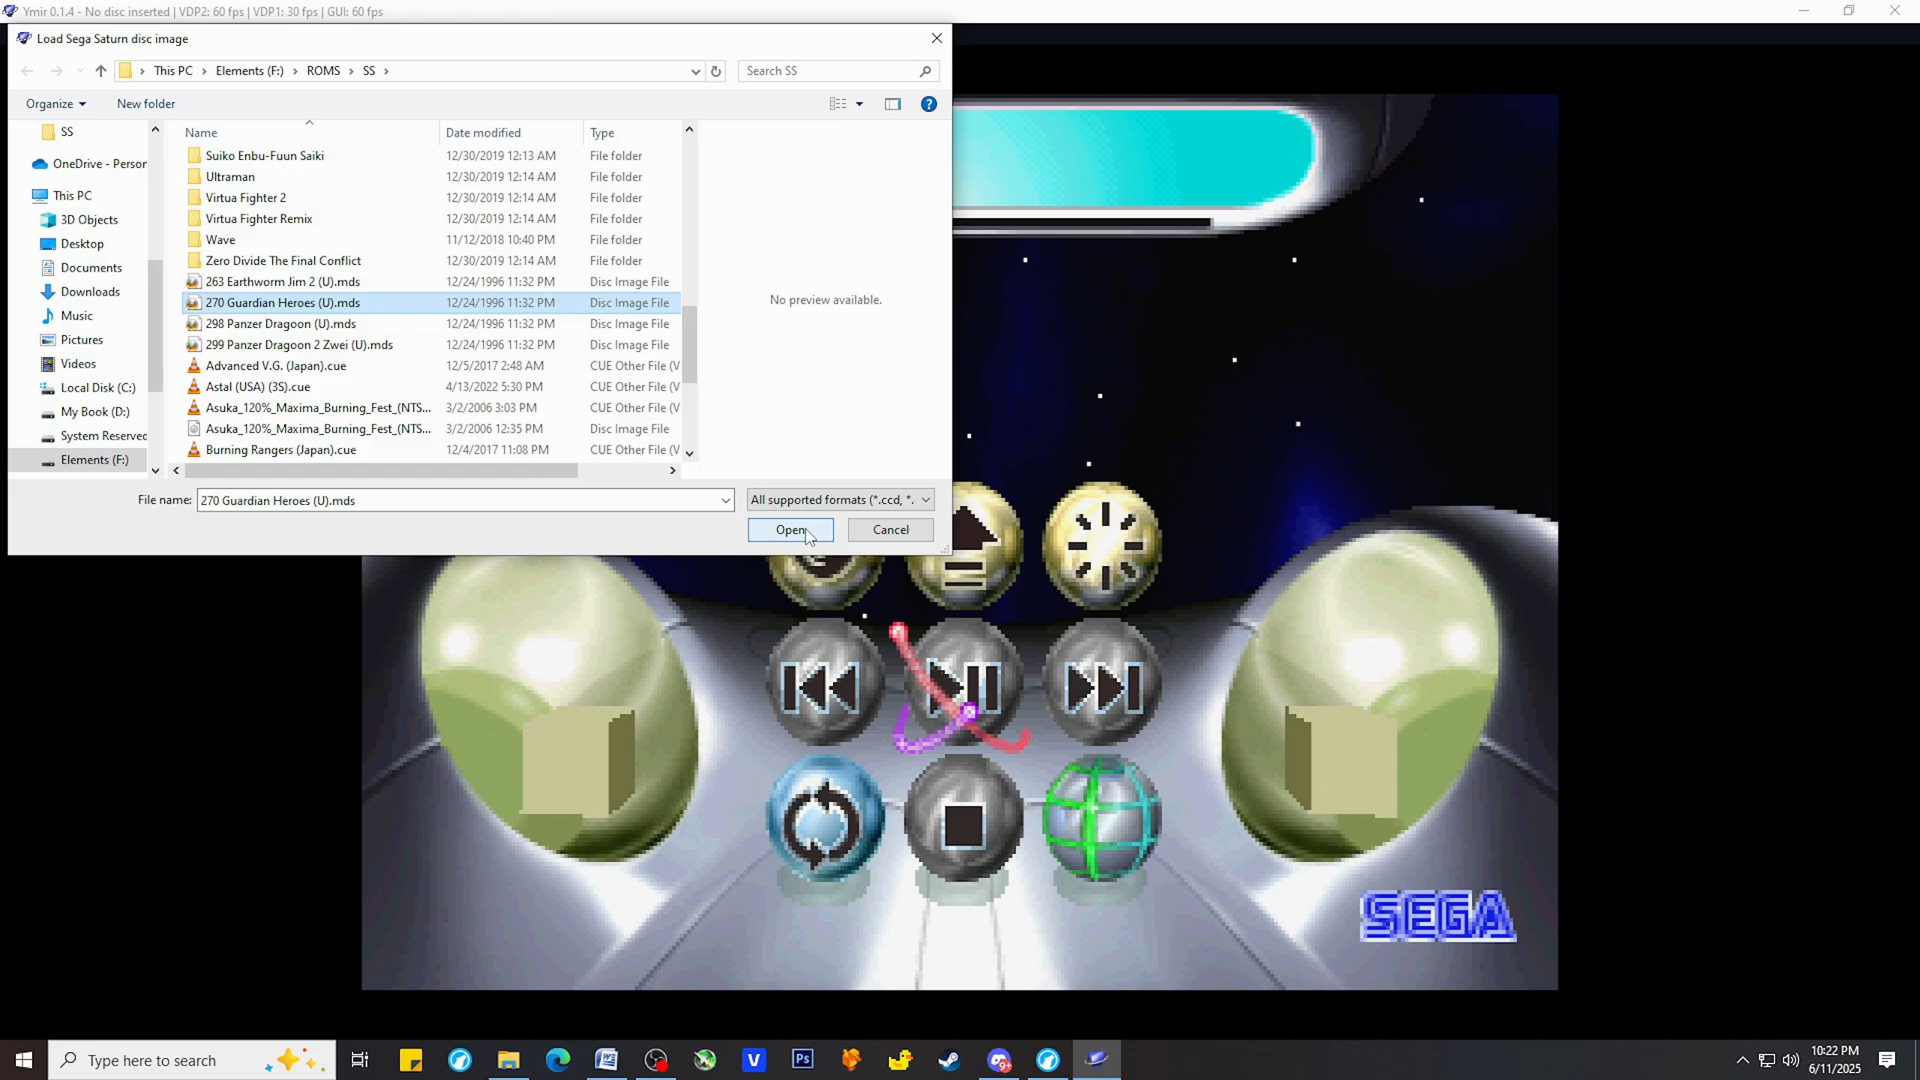 Ymir 0.1.4 - No disc inserted | VDP2: 60 fps | VDP1: 30 fps | GUI: 60 fps
Load Sega Saturn disc image
This PC > Elements (F:) > ROMS > SS >
Search SS
Organize
New folder
SS
OneDrive - Person
This PC
3D Objects
Desktop
Documents
Downloads
Music
Pictures
Videos
Local Disk (C:)
My Book (D:)
System Reserved
Elements (F:)
Name Date modified Type
Suiko Enbu-Fuun Saiki 12/30/2019 12:13 AM File folder
Ultraman 12/30/2019 12:14 AM File folder
Virtua Fighter 2 12/30/2019 12:14 AM File folder
Virtua Fighter Remix 12/30/2019 12:14 AM File folder
Wave 11/12/2018 10:40 PM File folder
Zero Divide The Final Conflict 12/30/2019 12:14 AM File folder
263 Earthworm Jim 2 (U).mds 12/24/1996 11:32 PM Disc Image File
270 Guardian Heroes (U).mds 12/24/1996 11:32 PM Disc Image File
298 Panzer Dragoon (U).mds 12/24/1996 11:32 PM Disc Image File
299 Panzer Dragoon 2 Zwei (U).mds 12/24/1996 11:32 PM Disc Image File
Advanced V.G. (Japan).cue 12/5/2017 2:48 AM CUE Other File (V
Astal (USA) (3S).cue 4/13/2022 5:30 PM CUE Other File (V
Asuka_120%_Maxima_Burning_Fest_(NTS... 3/2/2006 3:03 PM CUE Other File (V
Asuka_120%_Maxima_Burning_Fest_(NTS... 3/2/2006 12:35 PM Disc Image File
Burning Rangers (Japan).cue 12/4/2017 11:08 PM CUE Other File (V
No preview available.
File name: 270 Guardian Heroes (U).mds
All supported formats (*.ccd, *.
Open
Cancel
SEGA
Type here to search
V
Ps
9+
10:22 PM
6/11/2025